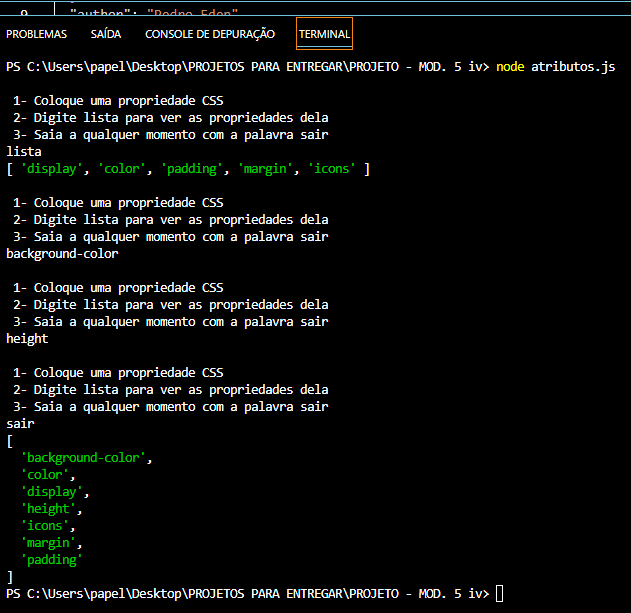 9 "author": "Pedro Eden"
PROBLEMAS SAÍDA CONSOLE DE DEPURAÇÃO TERMINAL
PS C:\Users\papel\Desktop\PROJETOS PARA ENTREGAR\PROJETO - MOD. 5 iv> node atributos.js
1- Coloque uma propriedade CSS
2- Digite lista para ver as propriedades dela
3- Saia a qualquer momento com a palavra sair
lista
[ 'display', 'color', 'padding', 'margin', 'icons' ]
1- Coloque uma propriedade CSS
2- Digite lista para ver as propriedades dela
3- Saia a qualquer momento com a palavra sair
background-color
1- Coloque uma propriedade CSS
2- Digite lista para ver as propriedades dela
3- Saia a qualquer momento com a palavra sair
height
1- Coloque uma propriedade CSS
2- Digite lista para ver as propriedades dela
3- Saia a qualquer momento com a palavra sair
sair
[
'background-color',
'color',
'display',
'height',
'icons',
'margin',
'padding'
]
PS C:\Users\papel\Desktop\PROJETOS PARA ENTREGAR\PROJETO - MOD. 5 iv>